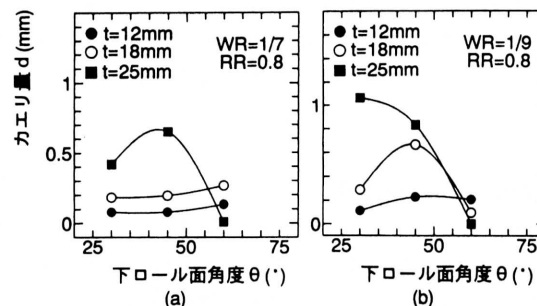 カエリ量 d (mm)
t=12mm
t=18mm
t=25mm
WR=1/7
RR=0.8
1
0.5
0
25
50
75
下ロール面角度 θ (°)
(a)
t=12mm
t=18mm
t=25mm
WR=1/9
RR=0.8
1
0
25
50
75
下ロール面角度 θ (°)
(b)